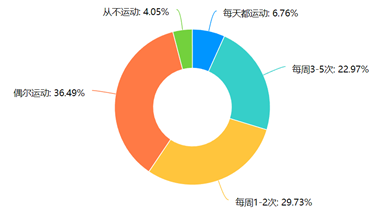 从不运动: 4.05%
每天都运动: 6.76%
每周3-5次: 22.97%
偶尔运动: 36.49%
每周1-2次: 29.73%